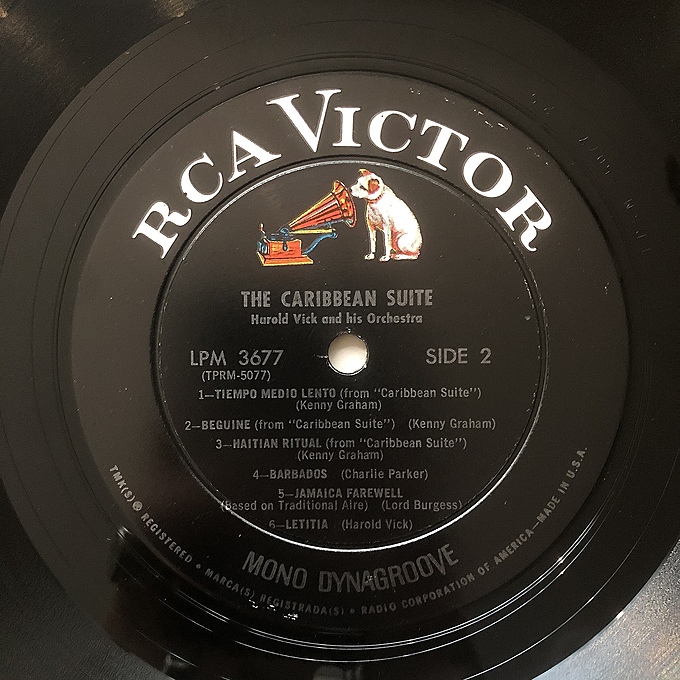 RCA VICTOR
THE CARIBBEAN SUITE
Harold Vick and his Orchestra
LPM 3677
(TPRM-5077)
SIDE 2
1—TIEMPO MEDIO LENTO (from "Caribbean Suite")
(Kenny Graham)
2—BEGUINE (from "Caribbean Suite") (Kenny Graham)
3—HAITIAN RITUAL (from "Caribbean Suite")
(Kenny Graham)
4—BARBADOS (Charlie Parker)
5—JAMAICA FAREWELL
(Based on Traditional Aire) (Lord Burgess)
6—LETITIA (Harold Vick)
MONO DYNAGROOVE
TMK(S) ® REGISTERED • MARCA(S) REGISTRADA(S) • RADIO CORPORATION OF AMERICA—MADE IN U.S.A.